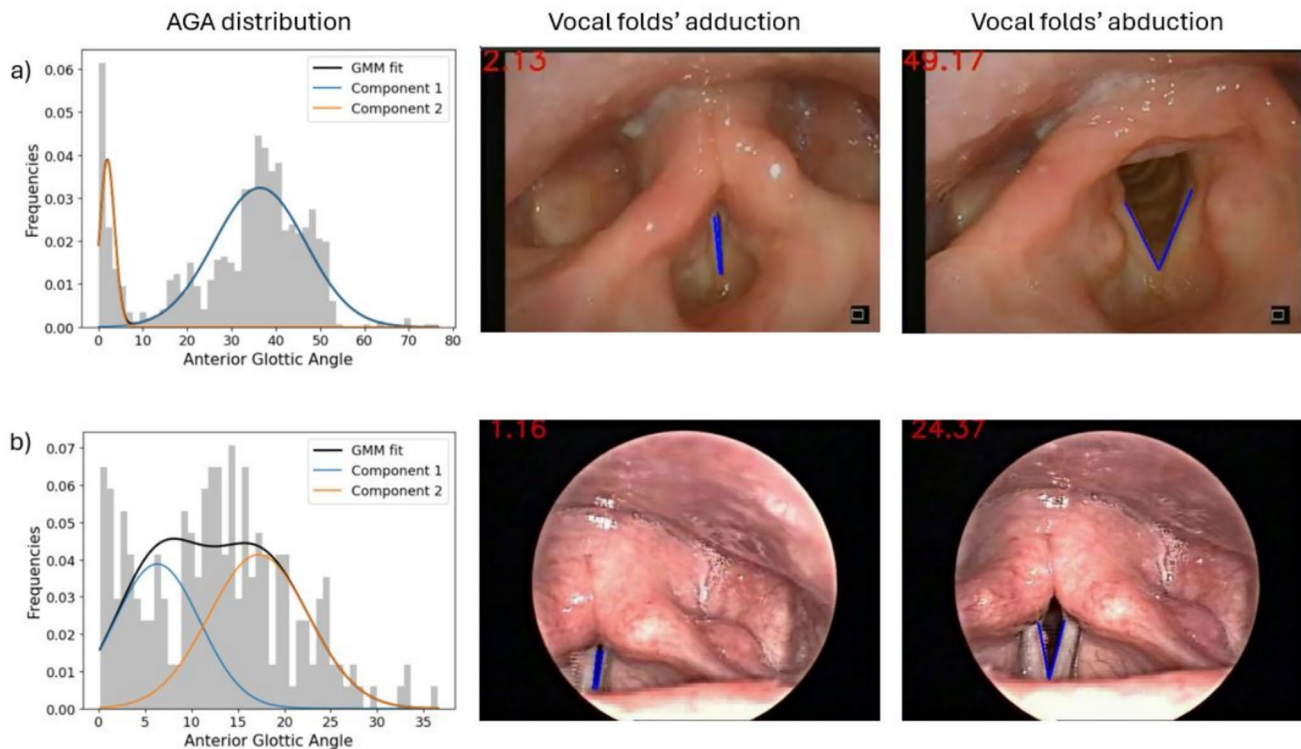 AGA distribution
Vocal folds’ adduction
Vocal folds’ abduction
a)
Frequencies
0.06
0.05
0.04
0.03
0.02
0.01
0.00
GMM fit
Component 1
Component 2
0 10 20 30 40 50 60 70 80
Anterior Glottic Angle
2.13
49.17
b)
Frequencies
0.07
0.06
0.05
0.04
0.03
0.02
0.01
0.00
GMM fit
Component 1
Component 2
0 5 10 15 20 25 30 35
Anterior Glottic Angle
1.16
24.37